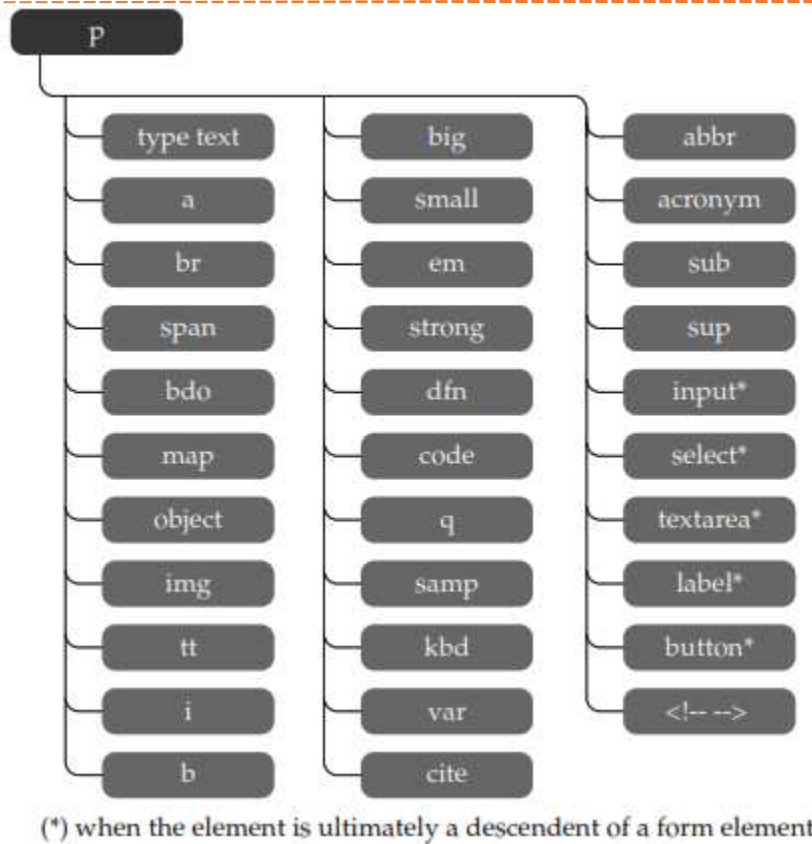 p
type text
a
br
span
bdo
map
object
img
tt
i
b
big
small
em
strong
dfn
code
q
samp
kbd
var
cite
abbr
acronym
sub
sup
input*
select*
textarea*
label*
button*
<!-- -->
(*) when the element is ultimately a descendent of a form element